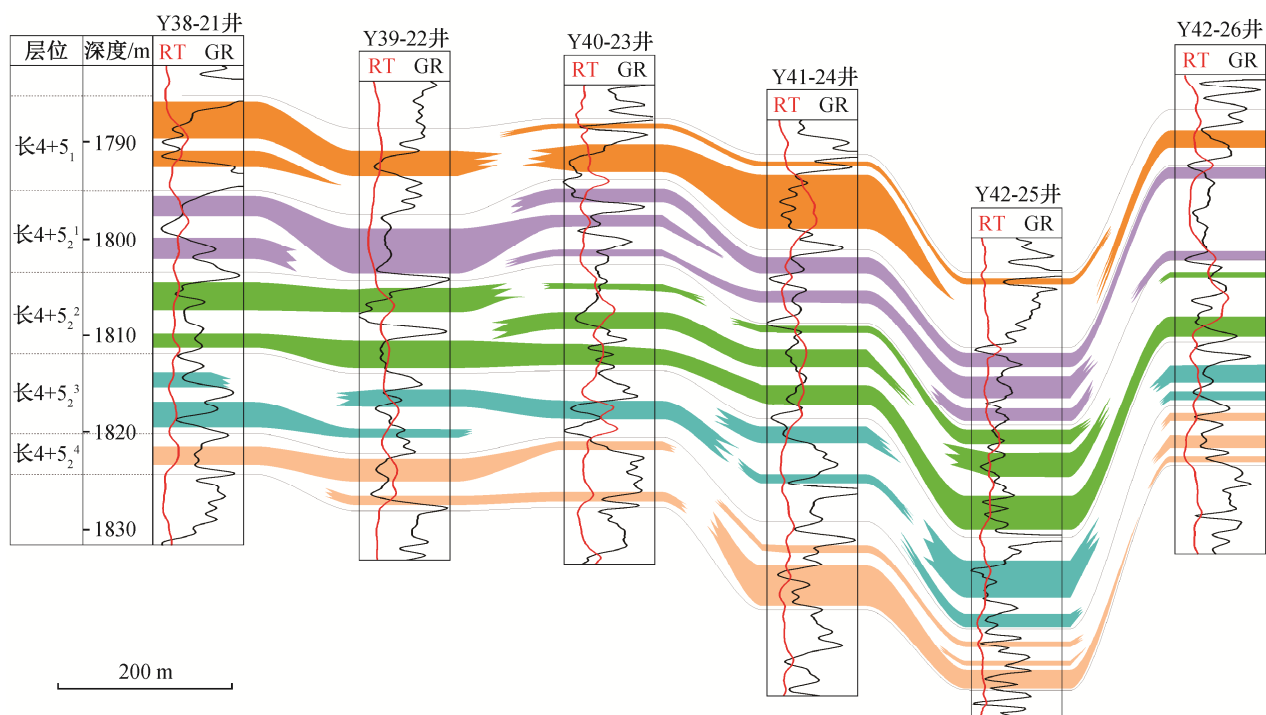 Y38-21井
Y39-22井
Y40-23井
Y41-24井
Y42-25井
Y42-26井
层位
深度/m
RT GR
RT GR
RT GR
RT GR
RT GR
RT GR
长4+5₁
1790
长4+5₂¹
1800
长4+5₂²
1810
长4+5₂³
1820
长4+5₂⁴
1830
200 m